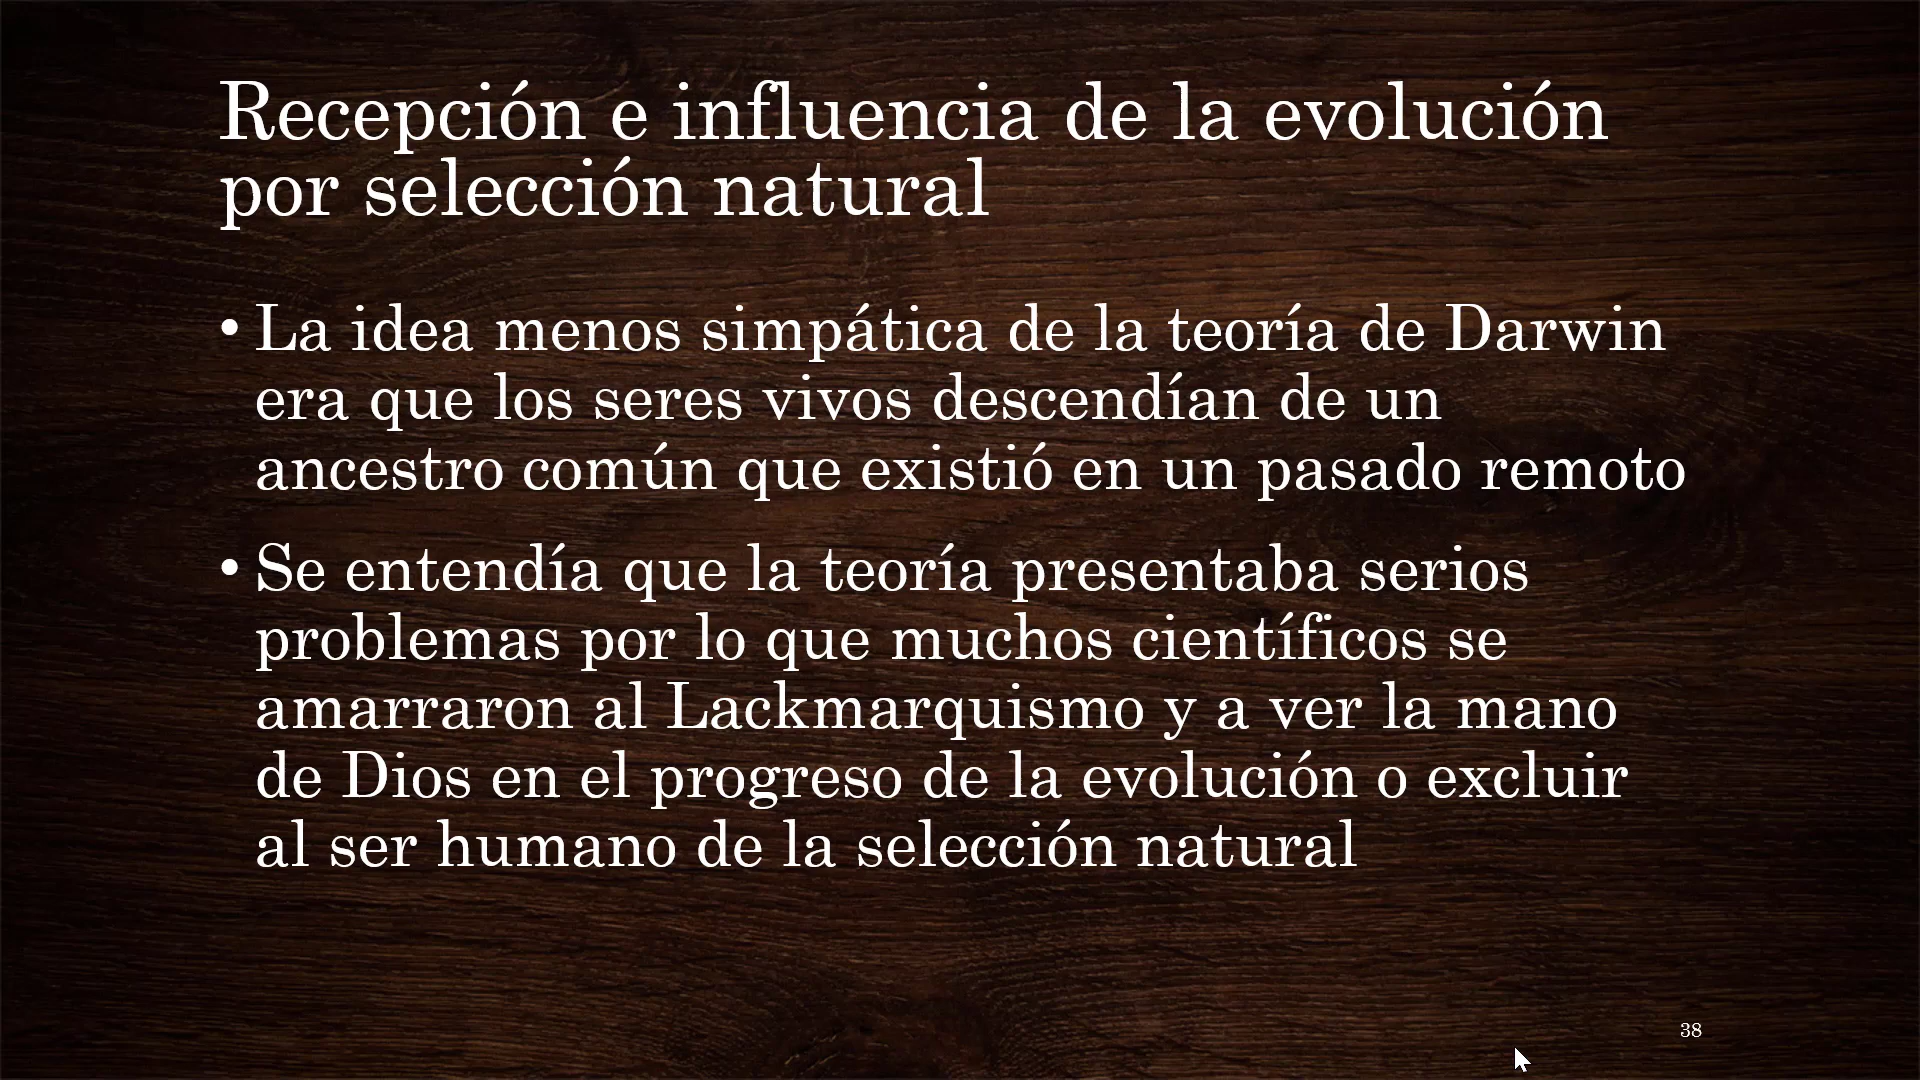 Recepción e influencia de la evolución
por selección natural
• La idea menos simpática de la teoría de Darwin
era que los seres vivos descendían de un
ancestro común que existió en un pasado remoto
• Se entendía que la teoría presentaba serios
problemas por lo que muchos científicos se
amarraron al Lackmarquismo y a ver la mano
de Dios en el progreso de la evolución o excluir
al ser humano de la selección natural
38